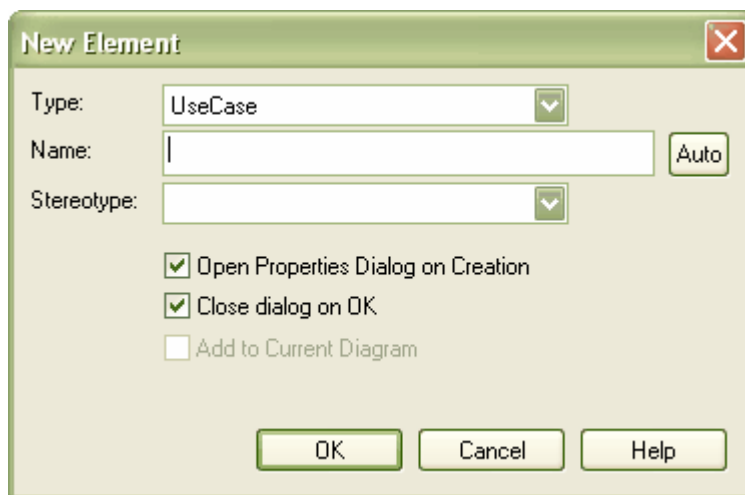 New Element
Type: UseCase
Name: Auto
Stereotype:
Open Properties Dialog on Creation
Close dialog on OK
Add to Current Diagram
OK Cancel Help